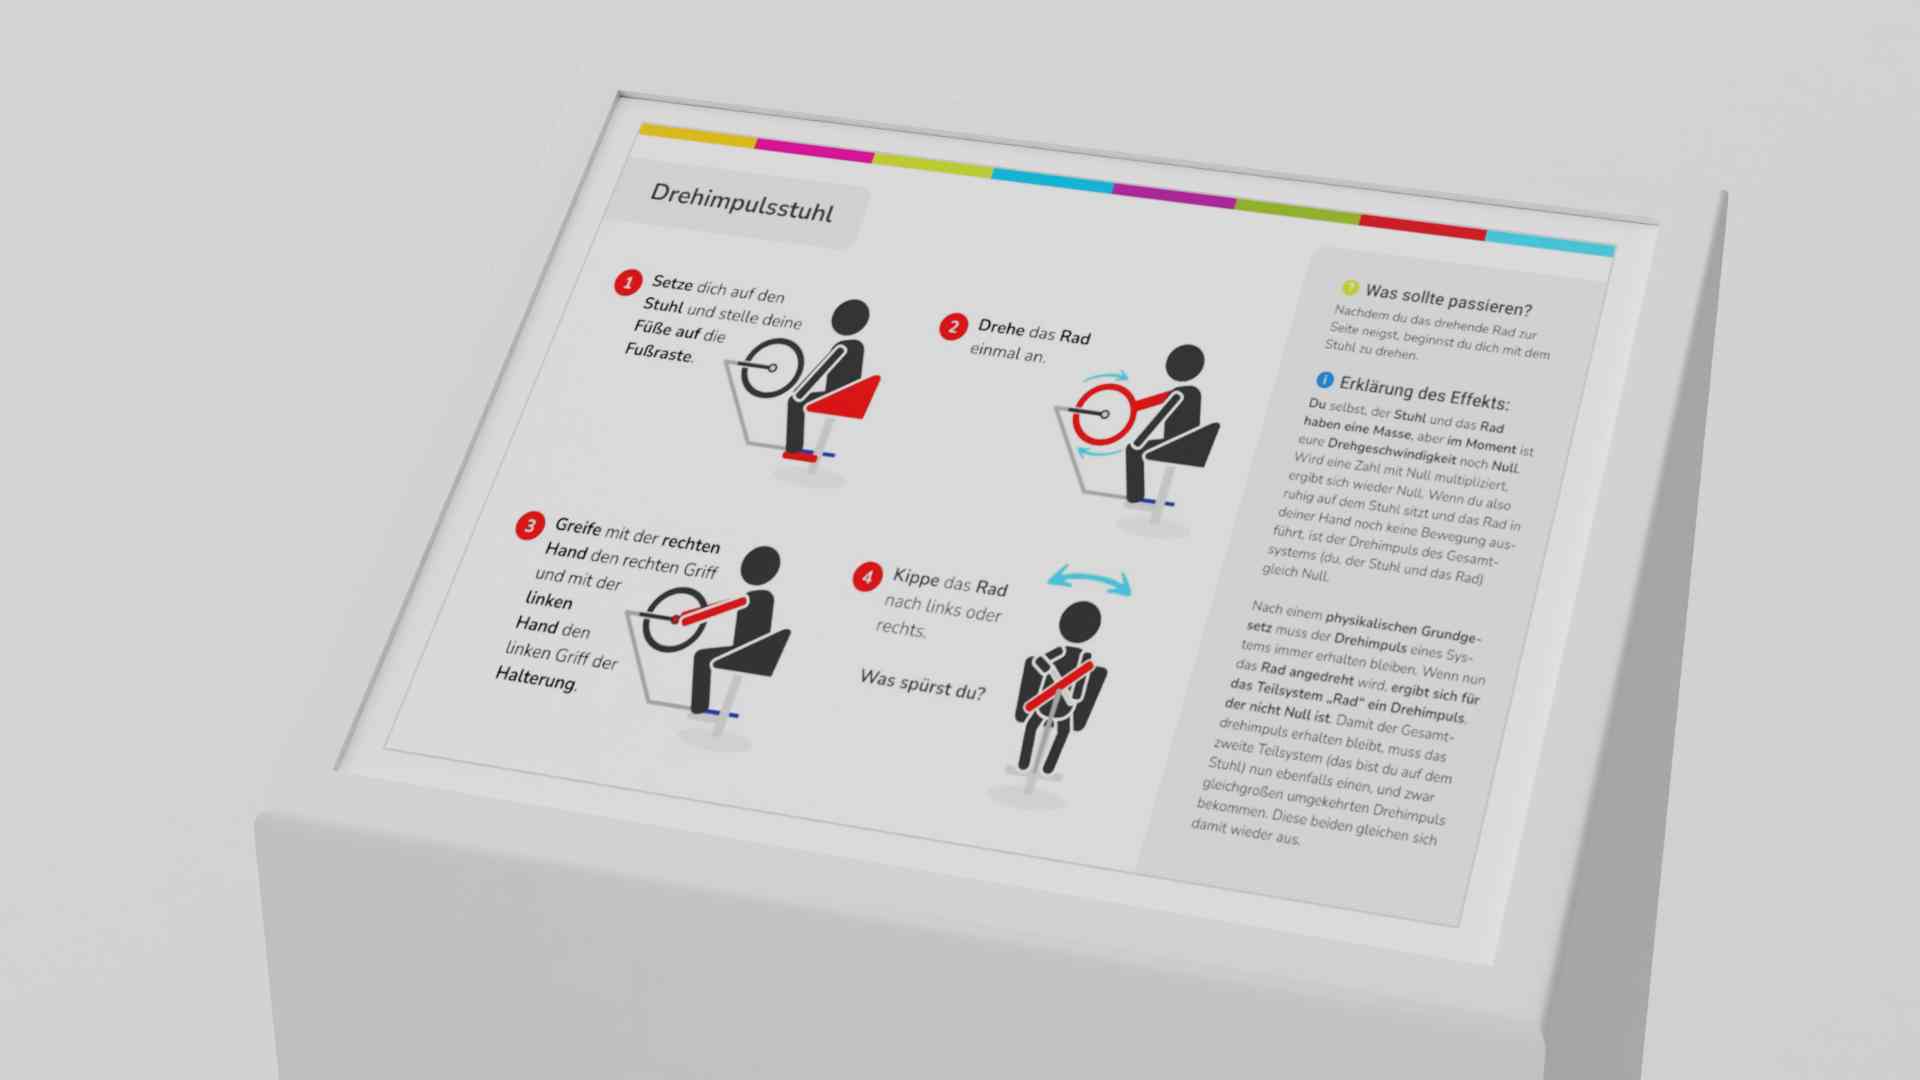 Drehimpulsstuhl
1
Setze dich auf den
Stuhl und stelle deine
Füße auf die
Fußraste.
2
Drehe das Rad
einmal an.
3
Greife mit der rechten
Hand den rechten Griff
und mit der
linken
Hand den
linken Griff der
Halterung.
4
Kippe das Rad
nach links oder
rechts.
Was spürst du?
? Was sollte passieren?
Nachdem du das drehende Rad zur
Seite neigst, beginnst du dich mit dem
Stuhl zu drehen.
i Erklärung des Effekts:
Du selbst, der Stuhl und das Rad
haben eine Masse, aber im Moment ist
eure Drehgeschwindigkeit noch Null.
Wird eine Zahl mit Null multipliziert,
ergibt sich wieder Null. Wenn du also
ruhig auf dem Stuhl sitzt und das Rad in
deiner Hand noch keine Bewegung aus-
führt, ist der Drehimpuls des Gesamt-
systems (du, der Stuhl und das Rad)
gleich Null.
Nach einem physikalischen Grundge-
setz muss der Drehimpuls eines Sys-
tems immer erhalten bleiben. Wenn nun
das Rad angedreht wird, ergibt sich für
das Teilsystem „Rad“ ein Drehimpuls,
der nicht Null ist. Damit der Gesamt-
drehimpuls erhalten bleibt, muss das
zweite Teilsystem (das bist du auf dem
Stuhl) nun ebenfalls einen, und zwar
gleichgroßen umgekehrten Drehimpuls
bekommen. Diese beiden gleichen sich
damit wieder aus.